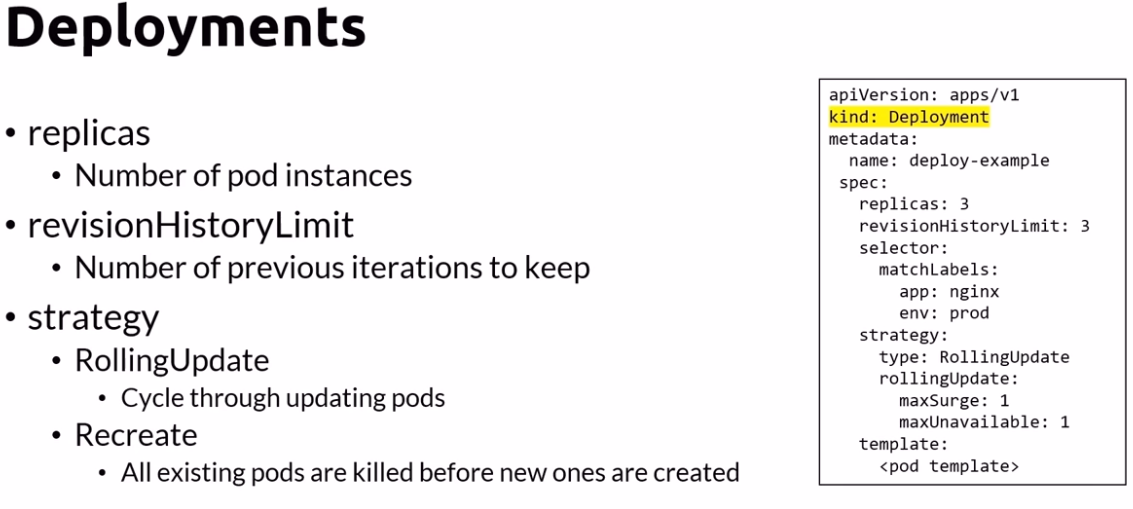 Deployments
• replicas
• Number of pod instances
• revisionHistoryLimit
• Number of previous iterations to keep
• strategy
• RollingUpdate
• Cycle through updating pods
• Recreate
• All existing pods are killed before new ones are created
apiVersion: apps/v1
kind: Deployment
metadata:
  name: deploy-example
 spec:
   replicas: 3
   revisionHistoryLimit: 3
   selector:
     matchLabels:
       app: nginx
       env: prod
   strategy:
     type: RollingUpdate
     rollingUpdate:
       maxSurge: 1
       maxUnavailable: 1
   template:
     <pod template>